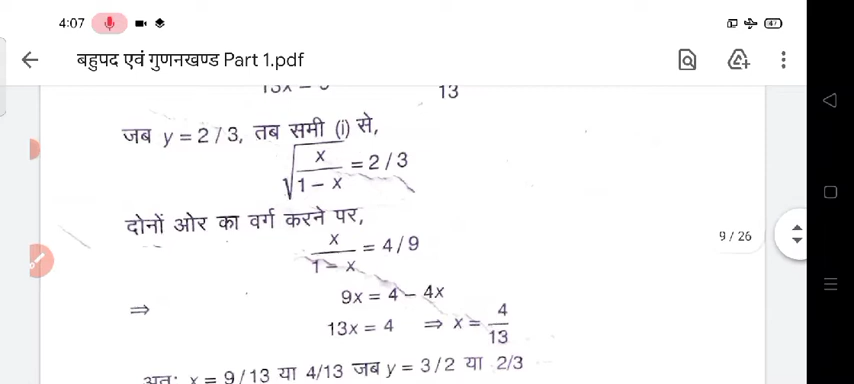 4:07
47
बहुपद एवं गुणनखण्ड Part 1.pdf
13
जब y = 2 / 3, तब समी (i) से,
√(x / 1 – x) = 2 / 3
दोनों ओर का वर्ग करने पर,
x / 1 – x = 4 / 9
9 / 26
⇒ 9x = 4 – 4x
13x = 4 ⇒ x = 4 / 13
अतः x = 9 / 13 या 4/13 जब y = 3 / 2 या 2/3